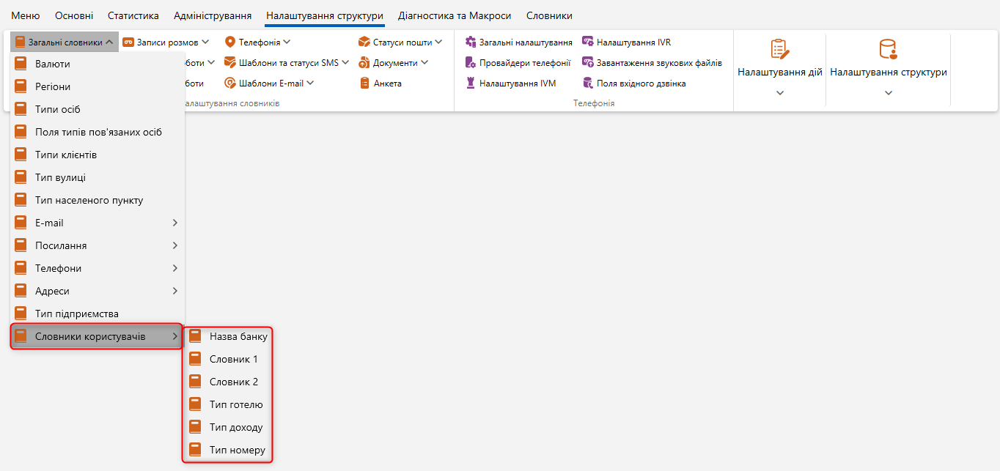 Меню Основні Статистика Адміністрування Налаштування структури Діагностика та Макроси Словники
Загальні словники Записи розмов Телефонія Статуси пошти Загальні налаштування Налаштування IVR
боти Шаблони та статуси SMS Документи Провайдери телефонії Завантаження звукових файлів
боти Шаблони E-mail Анкета Налаштування IVM Поля вхідного дзвінка
Налаштування дій Налаштування структури
алаштування словників Телефонія
Валюти
Регіони
Типи осіб
Поля типів пов'язаних осіб
Типи клієнтів
Тип вулиці
Тип населеного пункту
E-mail
Посилання
Телефони
Адреси
Тип підприємства
Словники користувачів
Назва банку
Словник 1
Словник 2
Тип готелю
Тип доходу
Тип номеру